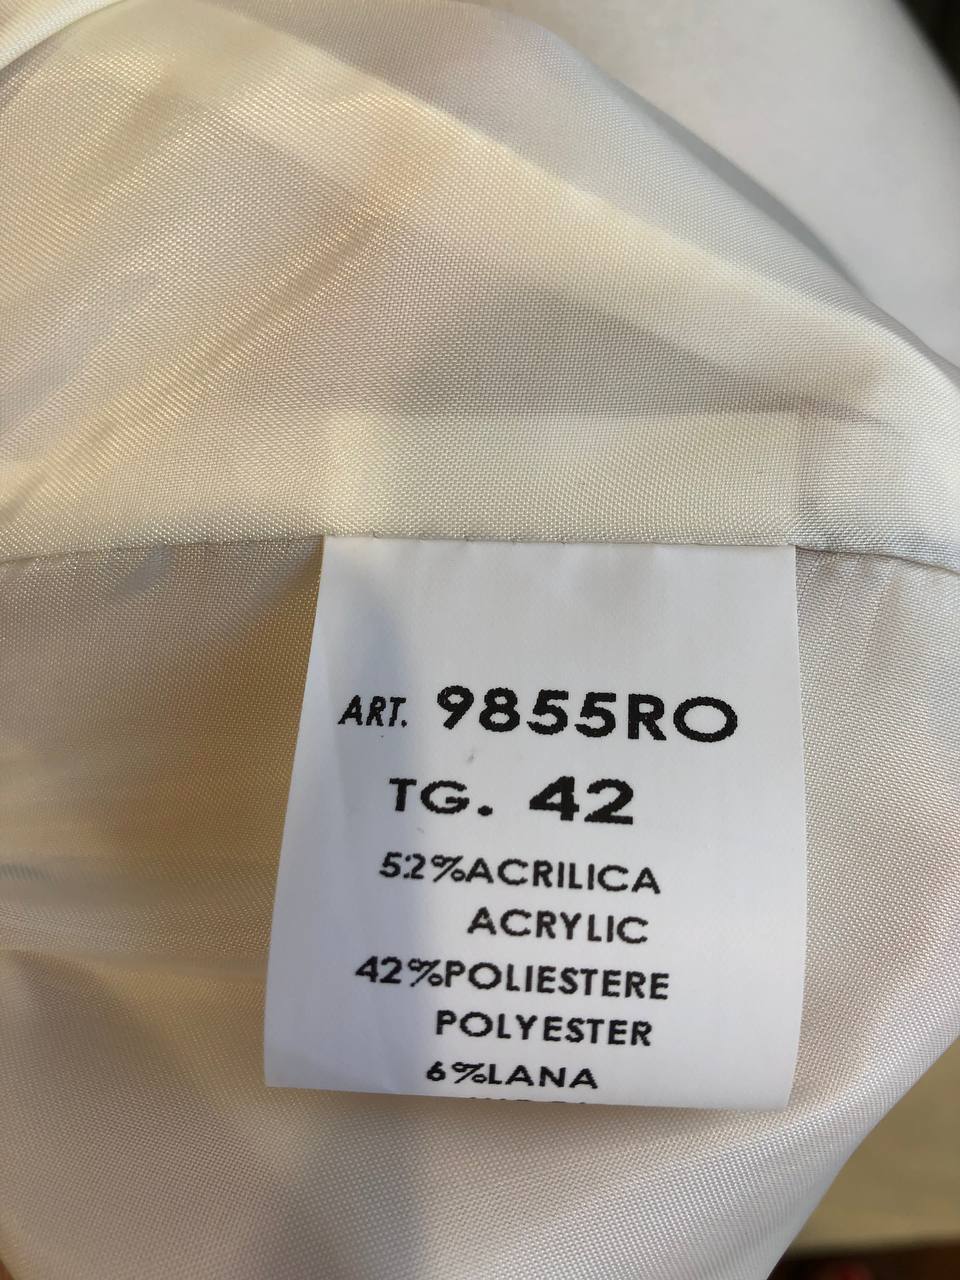 ART. 9855RO
TG. 42
52%ACRILICA
ACRYLIC
42%POLIESTERE
POLYESTER
6%LANA